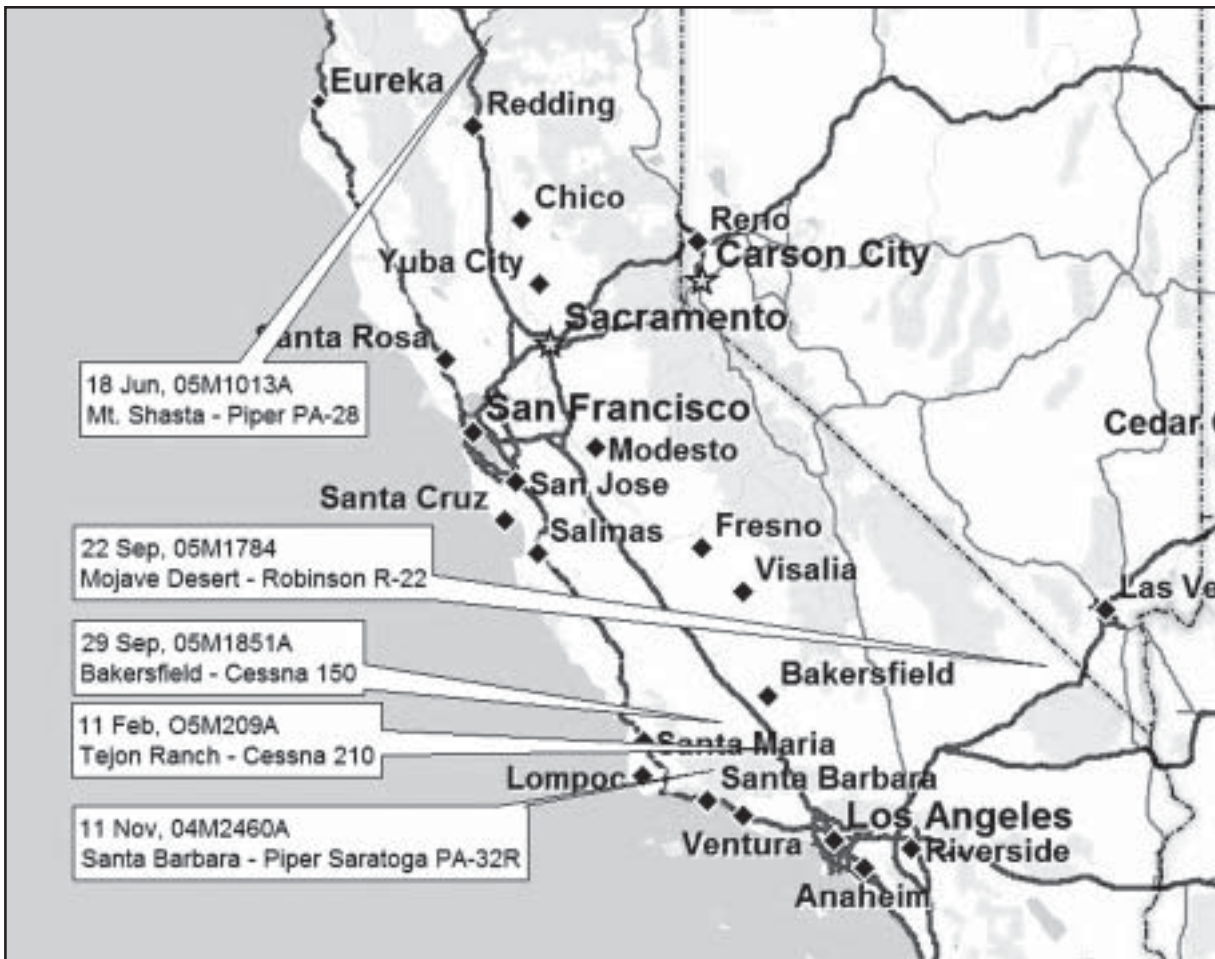 Eureka
Redding
Chico
Reno
Yuba City
Carson City
Sacramento
anta Rosa
18 Jun, 05M1013A
Mt. Shasta - Piper PA-28
San Francisco
Cedar
Modesto
San Jose
Santa Cruz
Salinas
Fresno
22 Sep, 05M1784
Mojave Desert - Robinson R-22
Visalia
Las Ve
29 Sep, 05M1851A
Bakersfield - Cessna 150
Bakersfield
11 Feb, O5M209A
Tejon Ranch - Cessna 210
Santa Maria
Lompoc
Santa Barbara
11 Nov, 04M2460A
Santa Barbara - Piper Saratoga PA-32R
Los Angeles
Ventura
Riverside
Anaheim